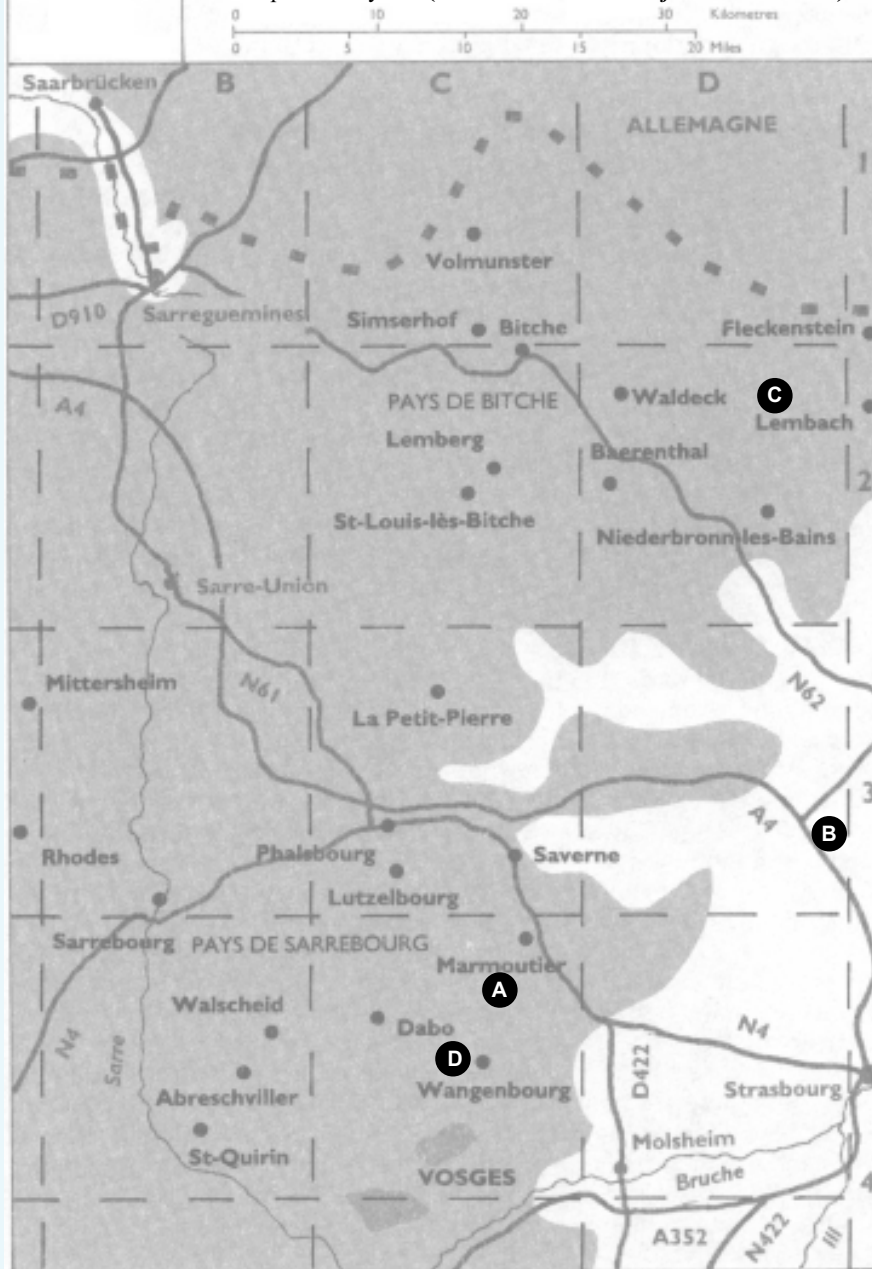 0 10 20 Kilometres
0 5 10 15 20 Miles
Saarbrücken
B
C
D
ALLEMAGNE
1
Volmunster
D910
Sarreguemines
Simserhof
Bitche
Fleckenstein
A4
PAYS DE BITCHE
Waldeck
C
Lembach
Lemberg
Baerenthal
2
St-Louis-lès-Bitche
Niederbronn-les-Bains
Sarre-Union
Mittersheim
N61
N62
La Petit-Pierre
3
A4
B
Rhodes
Phalsbourg
Saverne
Lutzelbourg
Sarrebourg
PAYS DE SARREBOURG
Marmoutier
A
Walscheid
Dabo
N4
N4
Sarre
D
D422
Wangenbourg
Strasbourg
Abreschviller
Molsheim
St-Quirin
VOSGES
Bruche
4
A352
N422
Ill